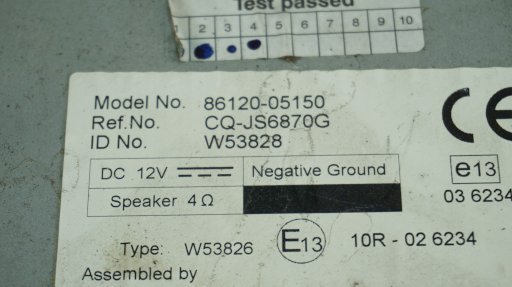 Test passed
2 3 4 5 6 7 8 9 10
Model No. 86120-05150
Ref.No. CQ-JS6870G
ID No. W53828
CE
DC 12V Negative Ground
e13
Speaker 4Ω
03 6234
Type: W53826 E13 10R - 02 6234
Assembled by